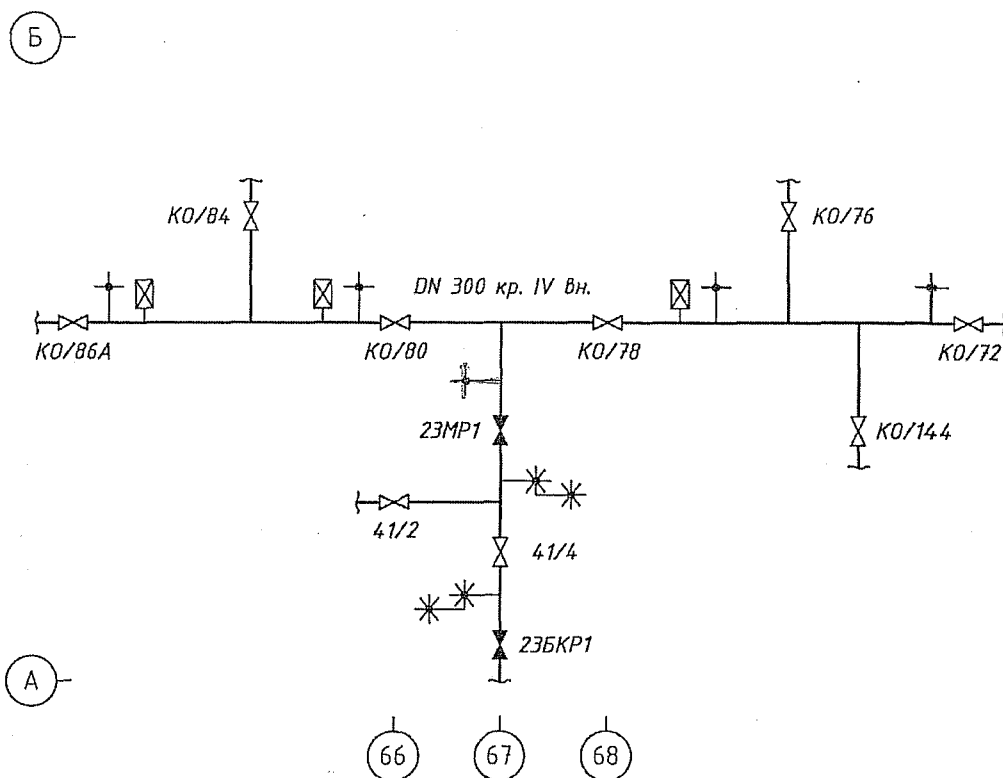 Б
КО/84
КО/76
DN 300 кр. IV Вн.
КО/86А
КО/80
КО/78
КО/72
23МР1
КО/144
41/2
41/4
23БКР1
А
66
67
68